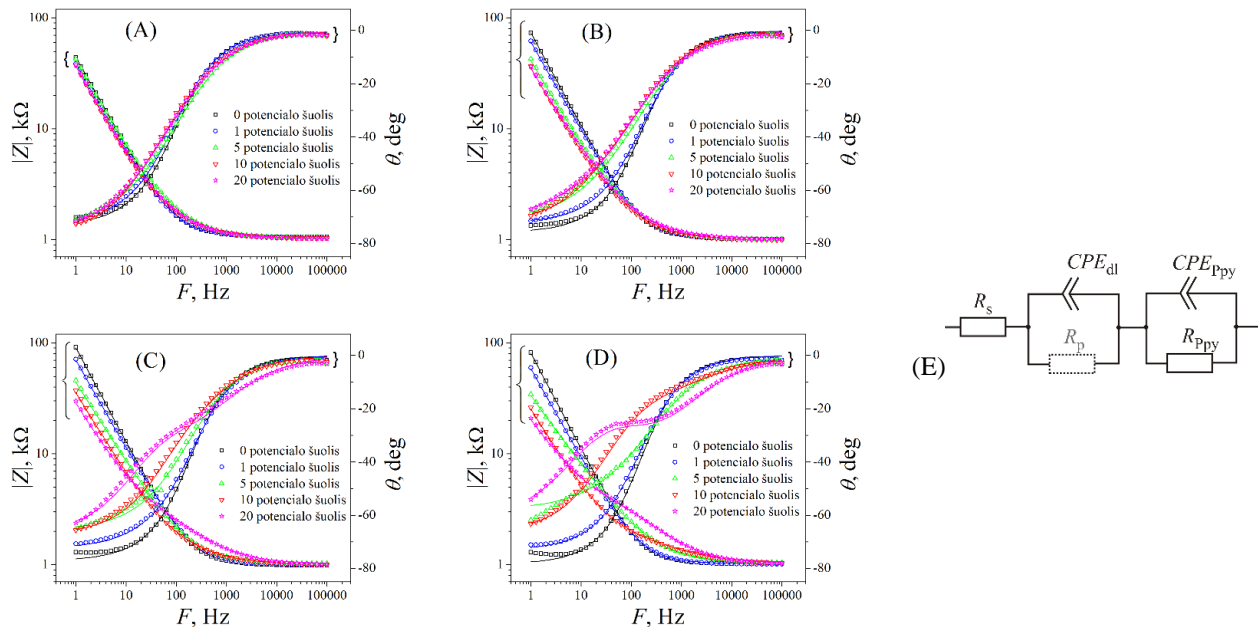 (A)
100
10
1
|Z|, kΩ
0
-20
-40
-60
-80
θ, deg
0 potencialo šuolis
1 potencialo šuolis
5 potencialo šuolis
10 potencialo šuolis
20 potencialo šuolis
1 10 100 1000 10000 100000
F, Hz
(B)
100
10
1
|Z|, kΩ
0
-20
-40
-60
-80
θ, deg
0 potencialo šuolis
1 potencialo šuolis
5 potencialo šuolis
10 potencialo šuolis
20 potencialo šuolis
1 10 100 1000 10000 100000
F, Hz
(C)
100
10
1
|Z|, kΩ
0
-20
-40
-60
-80
θ, deg
0 potencialo šuolis
1 potencialo šuolis
5 potencialo šuolis
10 potencialo šuolis
20 potencialo šuolis
1 10 100 1000 10000 100000
F, Hz
(D)
100
10
1
|Z|, kΩ
0
-20
-40
-60
-80
θ, deg
0 potencialo šuolis
1 potencialo šuolis
5 potencialo šuolis
10 potencialo šuolis
20 potencialo šuolis
1 10 100 1000 10000 100000
F, Hz
(E)
CPEdl CPEPpy
Rs
Rp RPpy